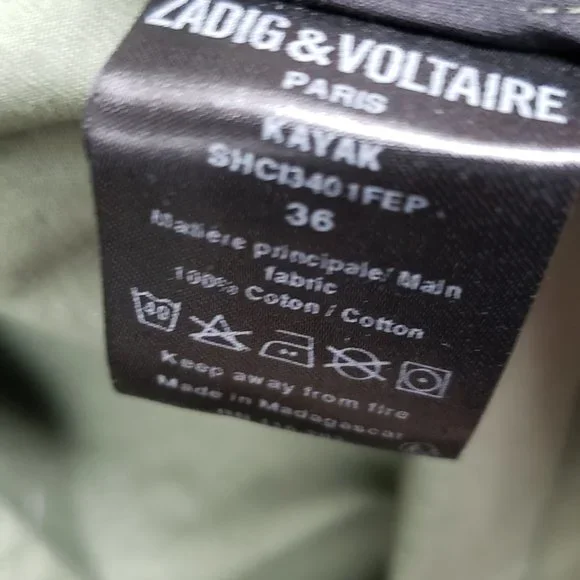 ZADIG & VOLTAIRE
PARIS
KAYAK
SHCI3401FEP
36
Matière principale/ Main
fabric
100% Coton / Cotton
40
Keep away from fire
Made in Madagascar